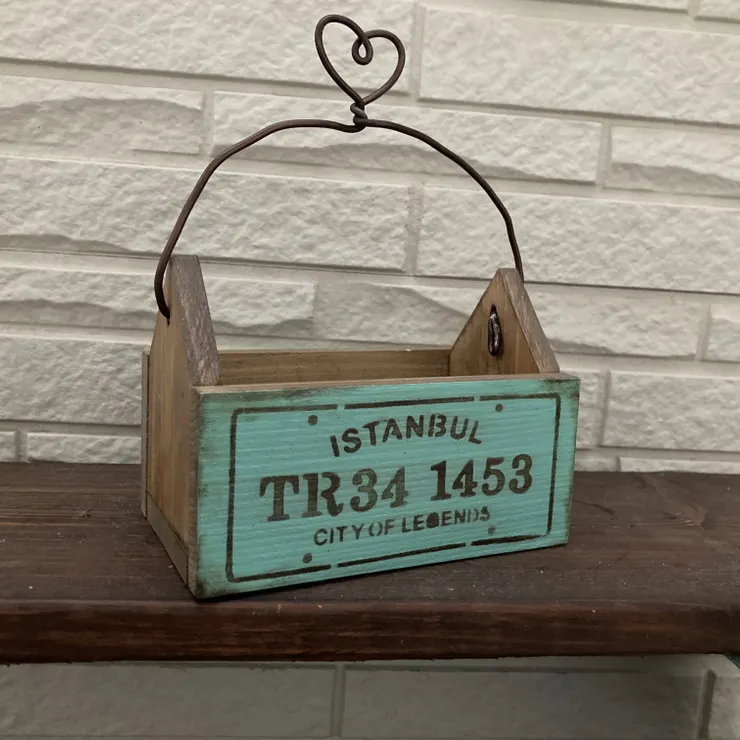 ISTANBUL
TR34 1453
CITY OF LEGENDS